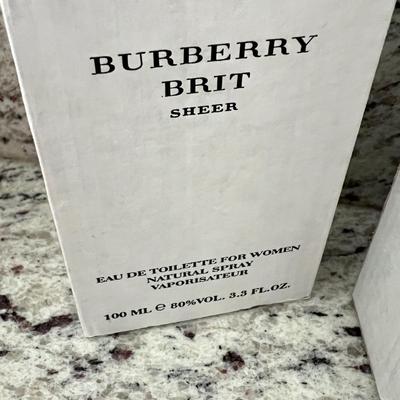 BURBERRY
BRIT
SHEER
EAU DE TOILETTE FOR WOMEN
NATURAL SPRAY
VAPORISATEUR
100 ML ℮ 80%VOL. 3.3 FL.OZ.